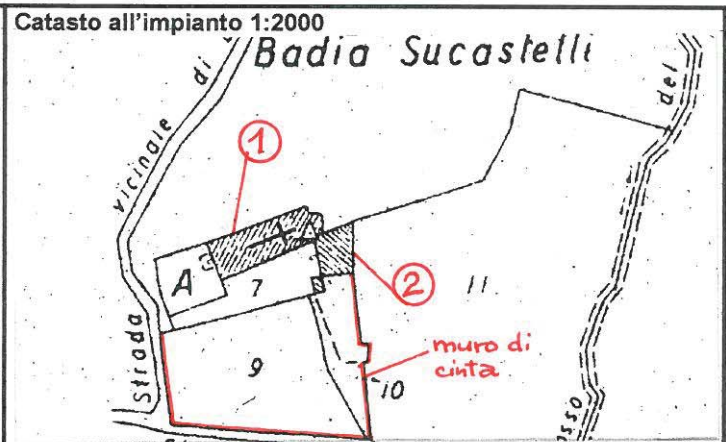 Catasto all'impianto 1:2000
Badia Sucastelli
vicinale di
del
1
A
A
7
2
11
muro di
cinta
9
10
Strada
osso